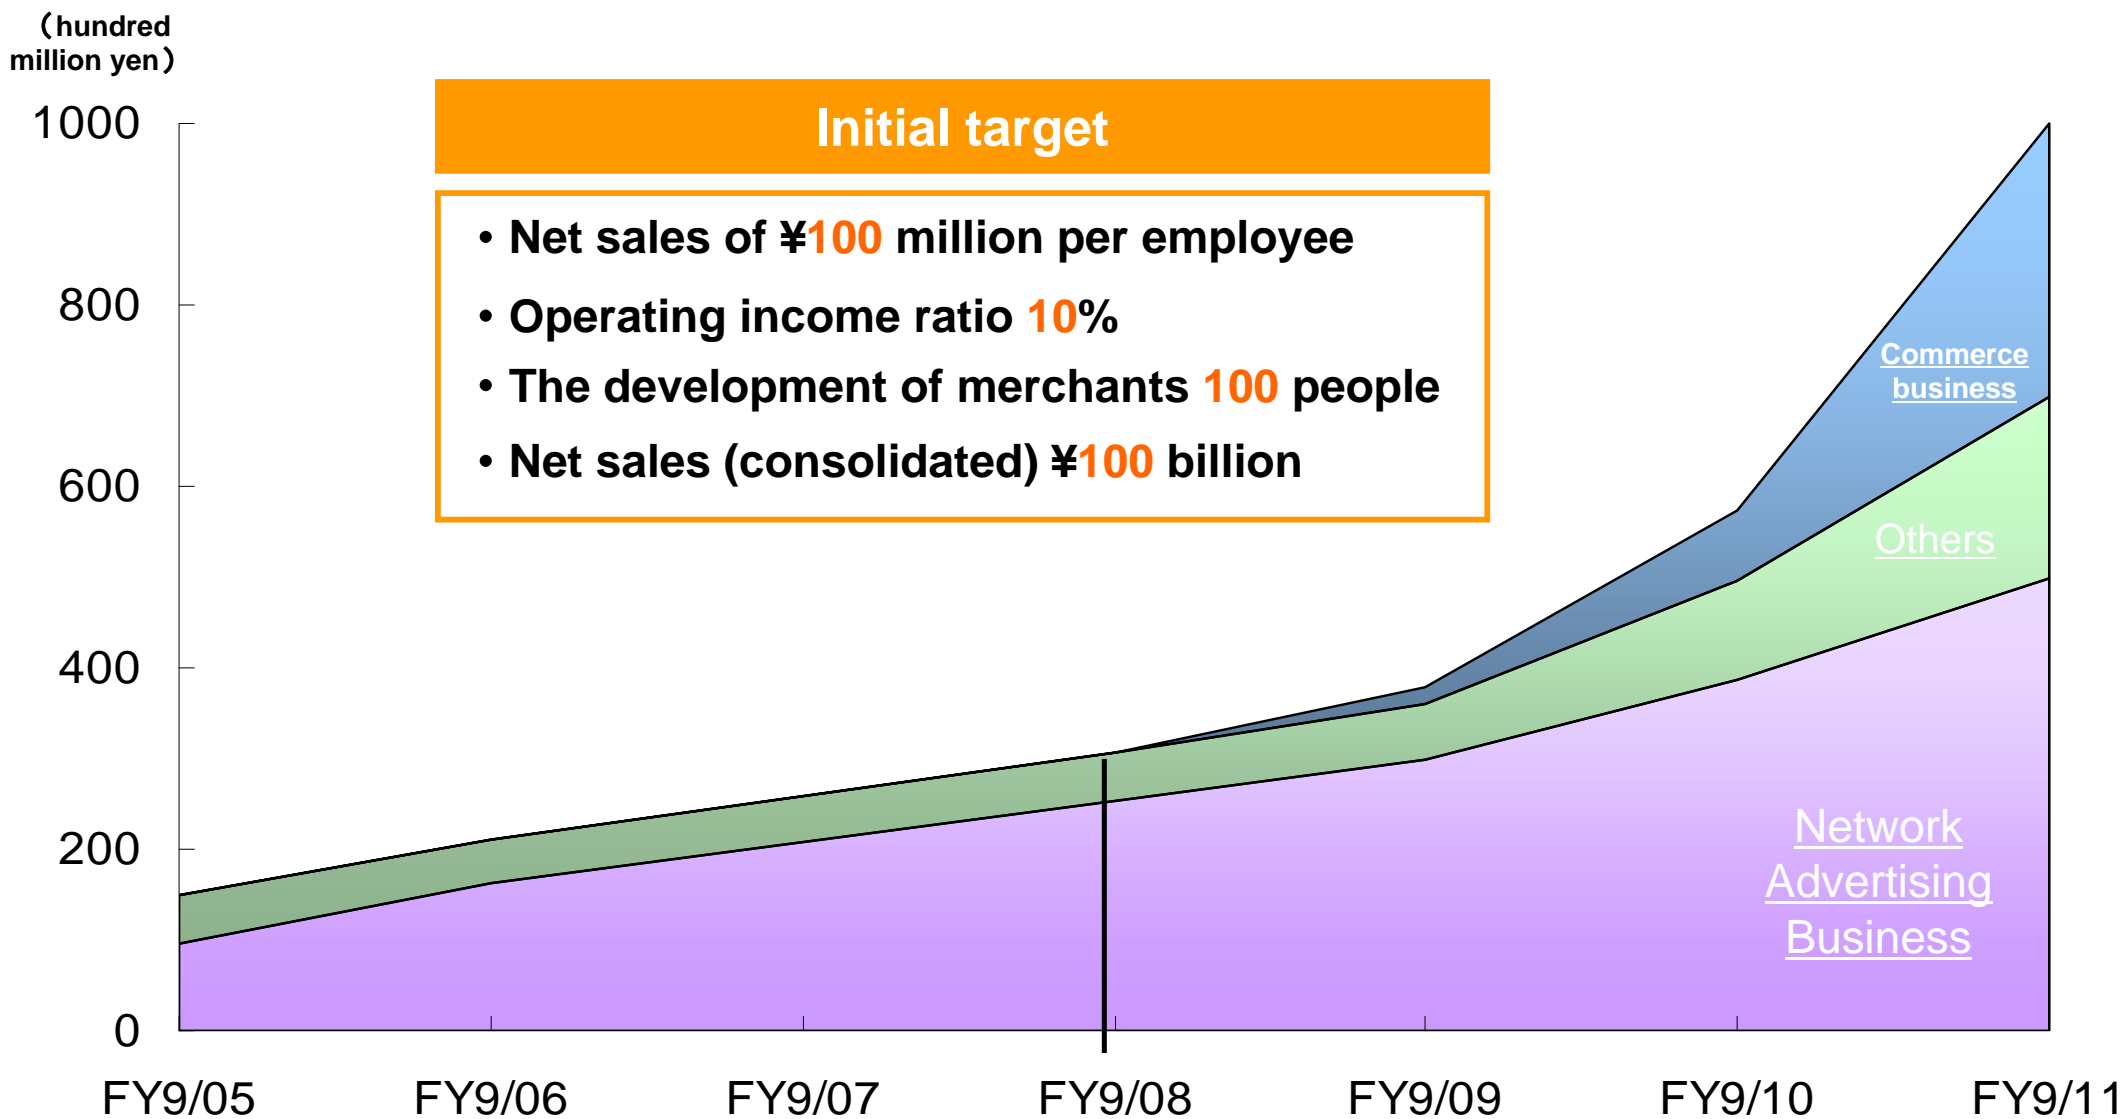 （hundred
million yen）
Initial target
・Net sales of ¥100 million per employee
・Operating income ratio 10%
・The development of merchants 100 people
・Net sales (consolidated) ¥100 billion
1000
800
600
400
200
0
Commerce
business
Others
Network
Advertising
Business
FY9/05 FY9/06 FY9/07 FY9/08 FY9/09 FY9/10 FY9/11